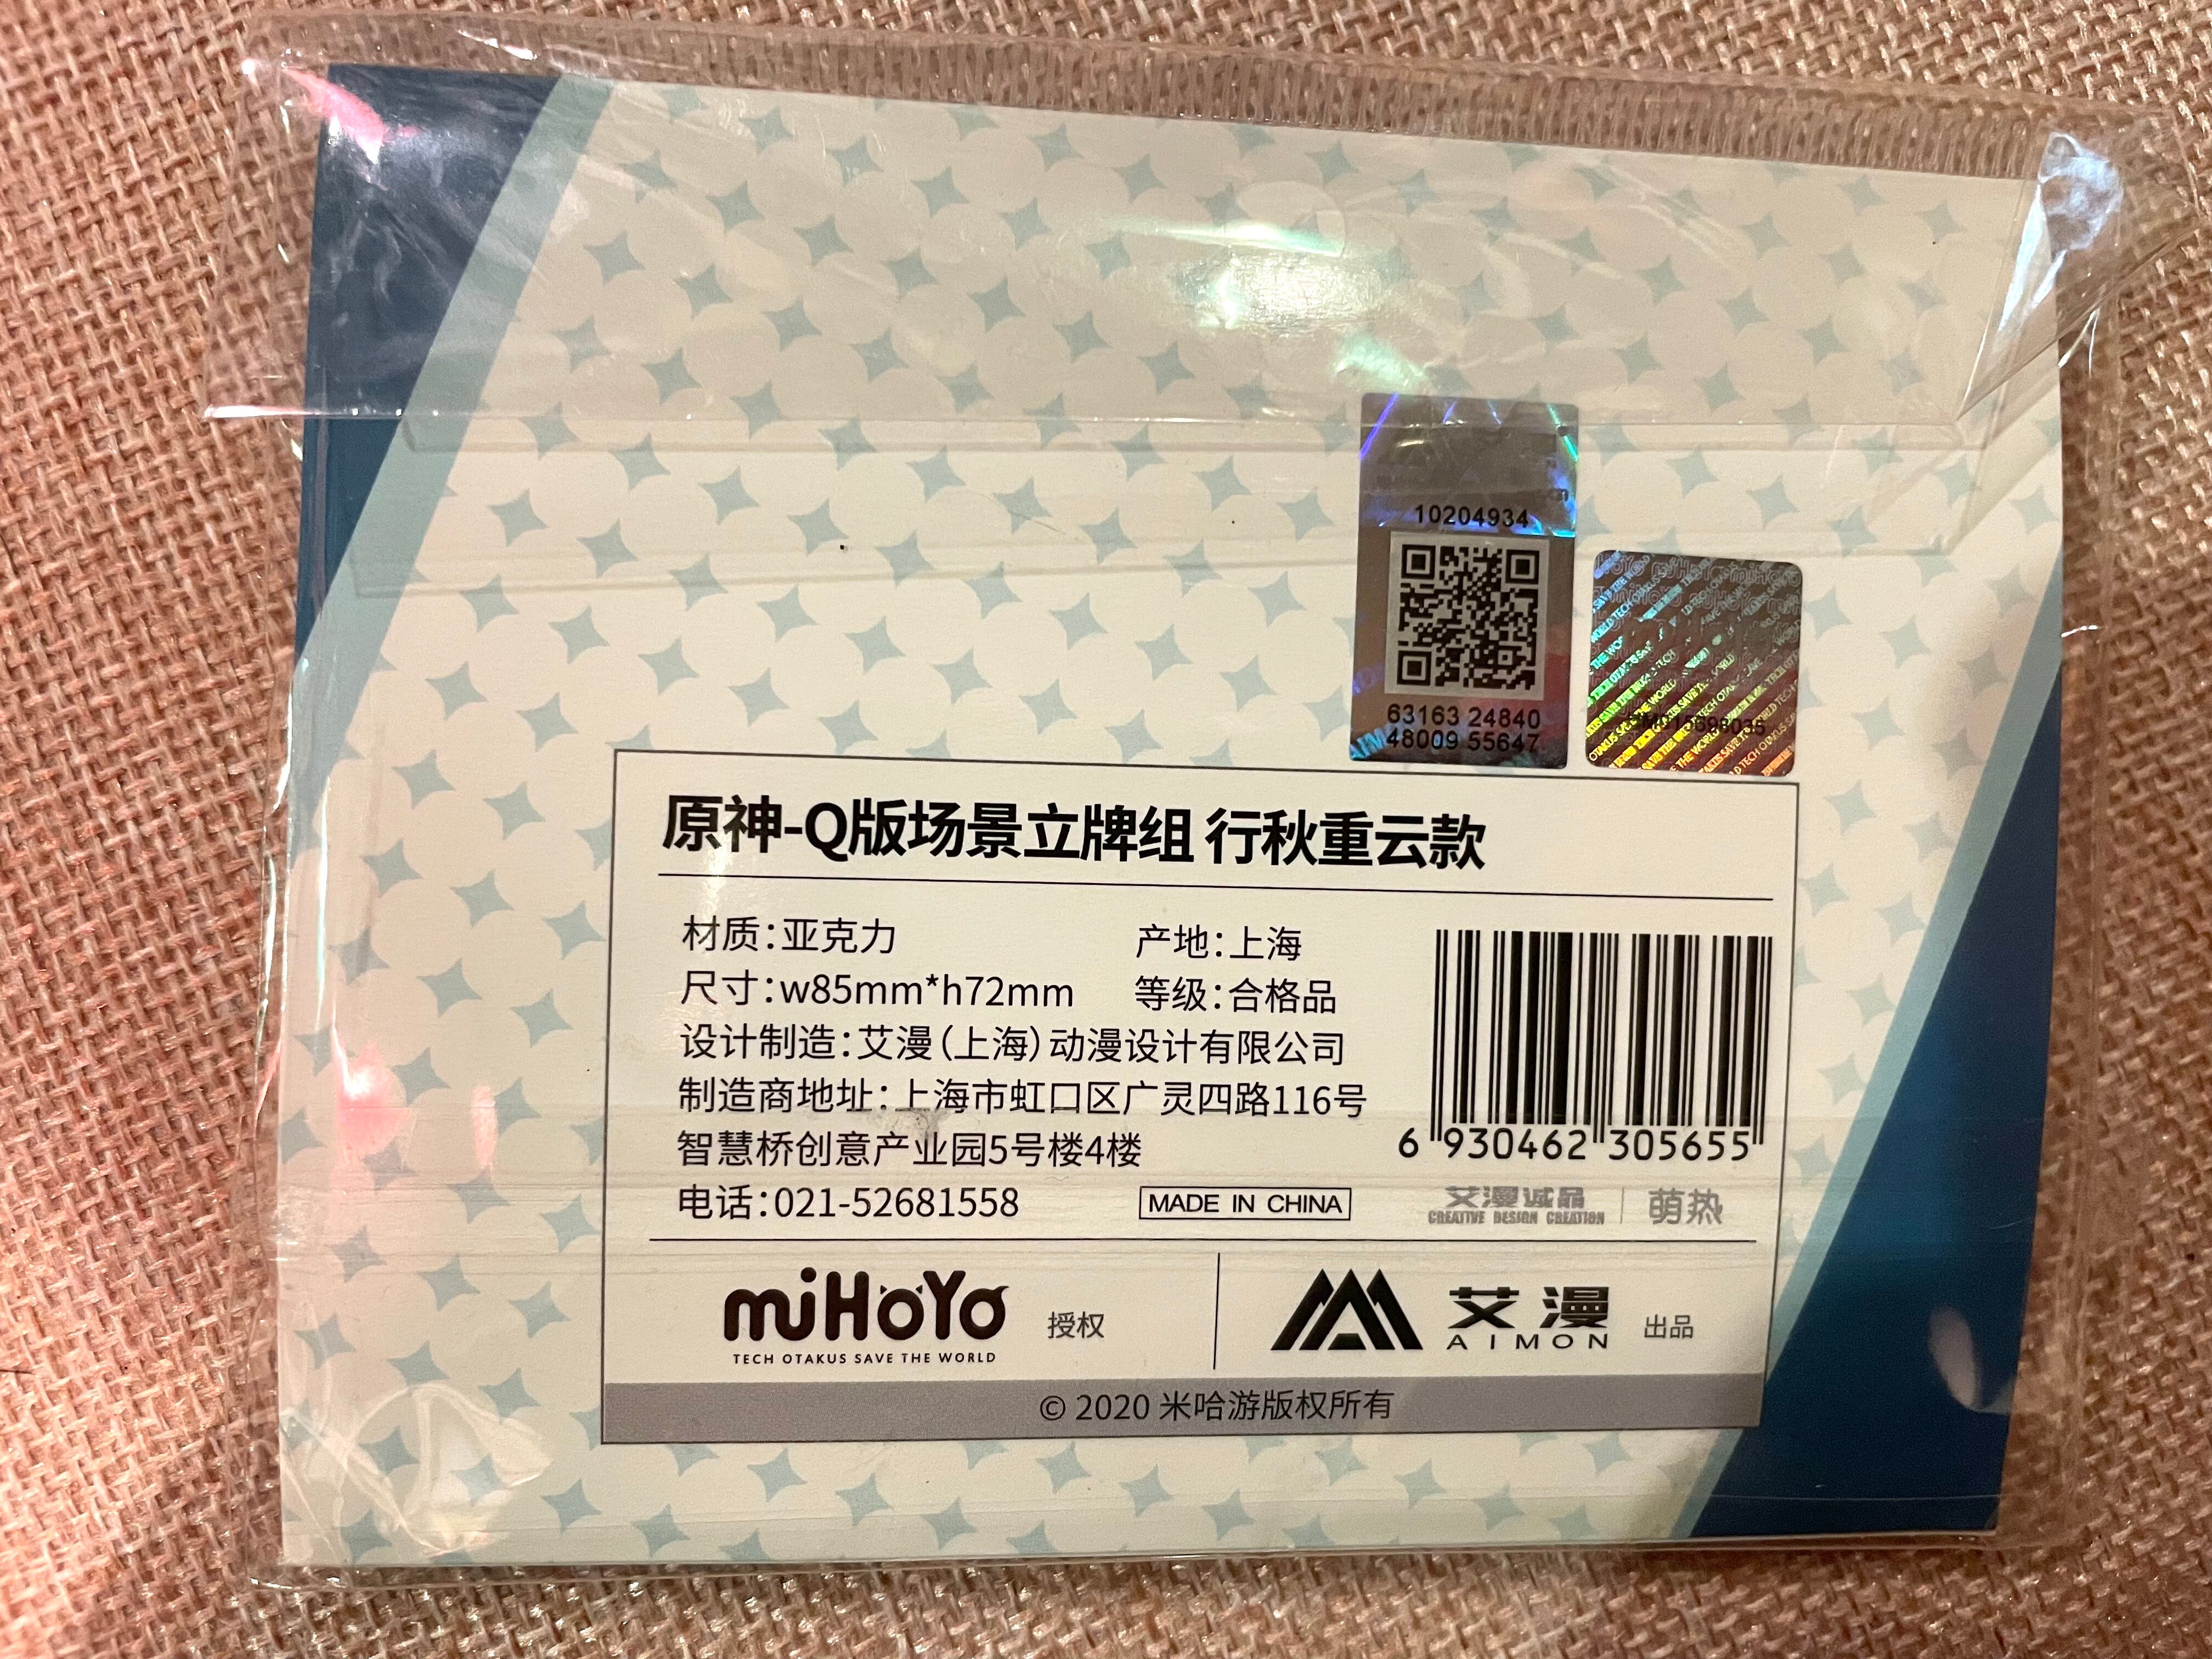 10204934
63163 24840
48009 55647
原神-Q版场景立牌组 行秋重云款
材质：亚克力
产地：上海
尺寸：w85mm*h72mm
等级：合格品
设计制造：艾漫（上海）动漫设计有限公司
制造商地址：上海市虹口区广灵四路116号
智慧桥创意产业园5号楼4楼
电话：021-52681558
MADE IN CHINA
6 930462 305655
艾漫诚品
CREATIVE DESIGN CREATION
萌热
miHoYo
TECH OTAKUS SAVE THE WORLD
授权
艾漫
AIMON
出品
© 2020 米哈游版权所有